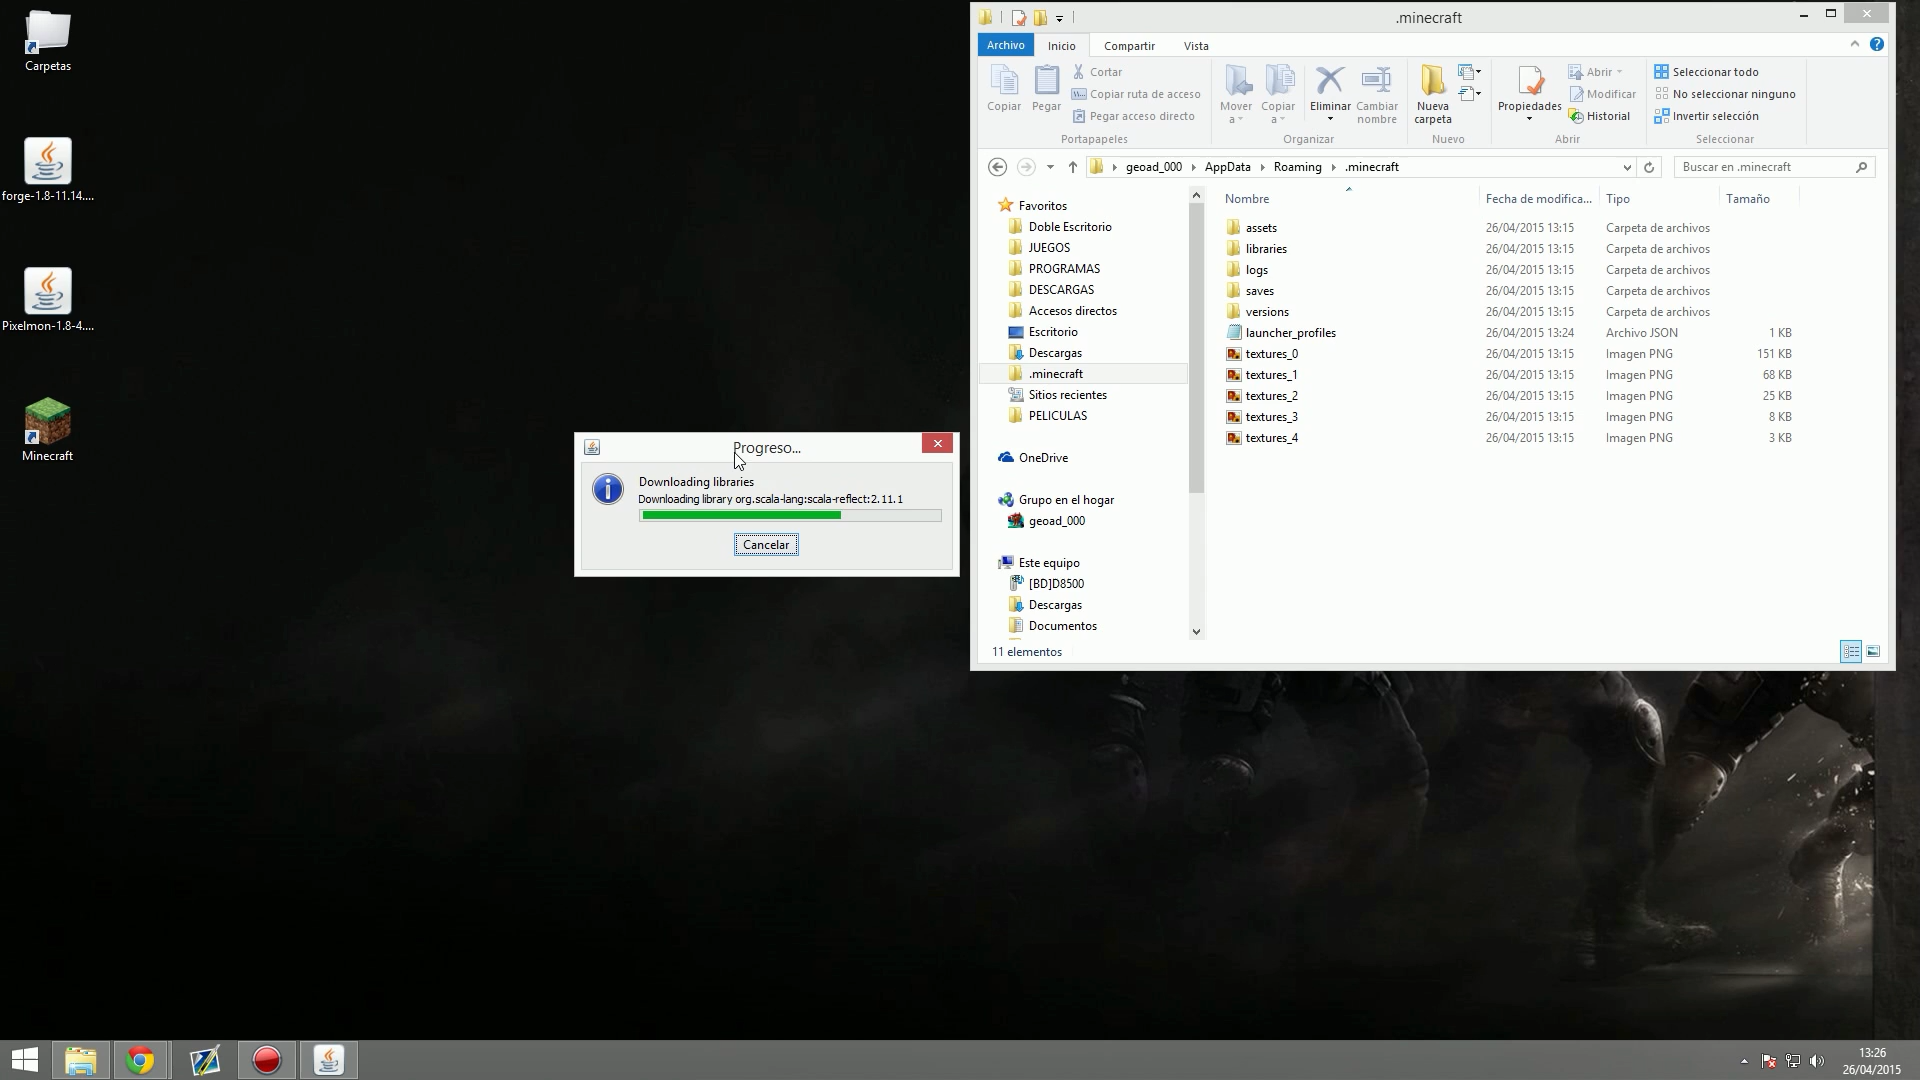 Carpetas
forge-1.8-11.14....
Pixelmon-1.8-4....
Minecraft
.minecraft
Archivo
Inicio
Compartir
Vista
Copiar
Pegar
Cortar
Copiar ruta de acceso
Pegar acceso directo
Portapapeles
Mover
a
Copiar
a
Eliminar
Cambiar
nombre
Organizar
Nueva
carpeta
Nuevo
Propiedades
Abrir
Modificar
Historial
Abrir
Seleccionar todo
No seleccionar ninguno
Invertir selección
Seleccionar
geoad_000 AppData Roaming .minecraft
Buscar en .minecraft
Favoritos
Doble Escritorio
JUEGOS
PROGRAMAS
DESCARGAS
Accesos directos
Escritorio
Descargas
.minecraft
Sitios recientes
PELICULAS
OneDrive
Grupo en el hogar
geoad_000
Este equipo
[BD]D8500
Descargas
Documentos
Nombre Fecha de modifica... Tipo Tamaño
assets 26/04/2015 13:15 Carpeta de archivos
libraries 26/04/2015 13:15 Carpeta de archivos
logs 26/04/2015 13:15 Carpeta de archivos
saves 26/04/2015 13:15 Carpeta de archivos
versions 26/04/2015 13:15 Carpeta de archivos
launcher_profiles 26/04/2015 13:24 Archivo JSON 1 KB
textures_0 26/04/2015 13:15 Imagen PNG 151 KB
textures_1 26/04/2015 13:15 Imagen PNG 68 KB
textures_2 26/04/2015 13:15 Imagen PNG 25 KB
textures_3 26/04/2015 13:15 Imagen PNG 8 KB
textures_4 26/04/2015 13:15 Imagen PNG 3 KB
11 elementos
Progreso...
Downloading libraries
Downloading library org.scala-lang:scala-reflect:2.11.1
Cancelar
13:26
26/04/2015